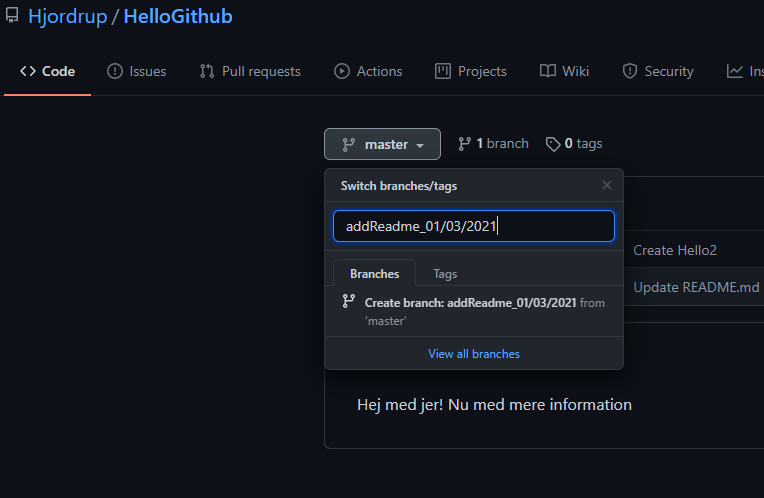 Hjordrup / HelloGithub
Code Issues Pull requests Actions Projects Wiki Security Ins
master 1 branch 0 tags
Switch branches/tags
addReadme_01/03/2021
Create Hello2
Branches Tags
Update README.md
Create branch: addReadme_01/03/2021 from
'master'
View all branches
Hej med jer! Nu med mere information